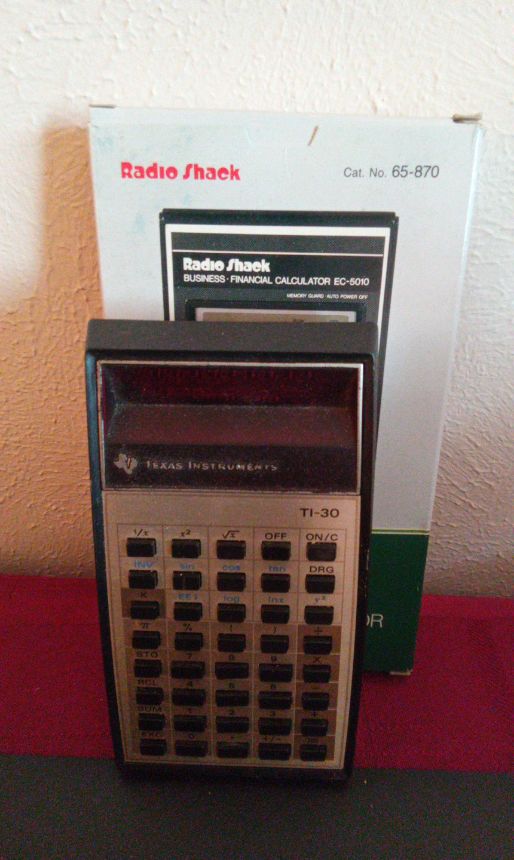 Radio Shack
Cat. No. 65-870
Radio Shack
BUSINESS · FINANCIAL CALCULATOR EC-5010
MEMORY GUARD · AUTO POWER OFF
TEXAS INSTRUMENTS
TI-30
1/x x² √x OFF ON/C
INV sin cos tan DRG
K EE↓ log lnx yˣ
π % ( ) ÷
STO 7 8 9 X
RCL 4 5 6 −
SUM 1 2 3 +
EXC 0 • +/−
OR